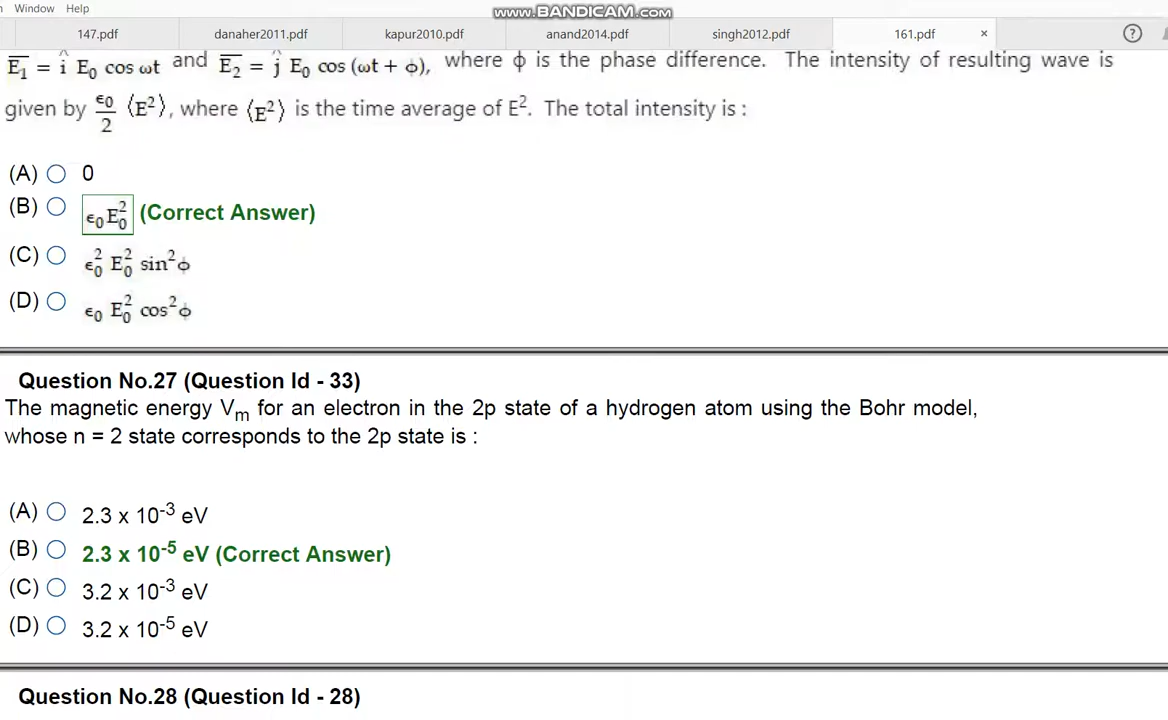 Window Help
www.BANDICAM.com
147.pdf danaher2011.pdf kapur2010.pdf anand2014.pdf singh2012.pdf 161.pdf × ?
E₁ = î E₀ cos ωt and E₂ = ĵ E₀ cos (ωt + ϕ), where ϕ is the phase difference. The intensity of resulting wave is
given by ϵ₀/2 ⟨E²⟩, where ⟨E²⟩ is the time average of E². The total intensity is :
(A) 0
(B) ϵ₀E₀² (Correct Answer)
(C) ϵ₀² E₀² sin²ϕ
(D) ϵ₀ E₀² cos²ϕ
Question No.27 (Question Id - 33)
The magnetic energy Vₘ for an electron in the 2p state of a hydrogen atom using the Bohr model,
whose n = 2 state corresponds to the 2p state is :
(A) 2.3 x 10⁻³ eV
(B) 2.3 x 10⁻⁵ eV (Correct Answer)
(C) 3.2 x 10⁻³ eV
(D) 3.2 x 10⁻⁵ eV
Question No.28 (Question Id - 28)